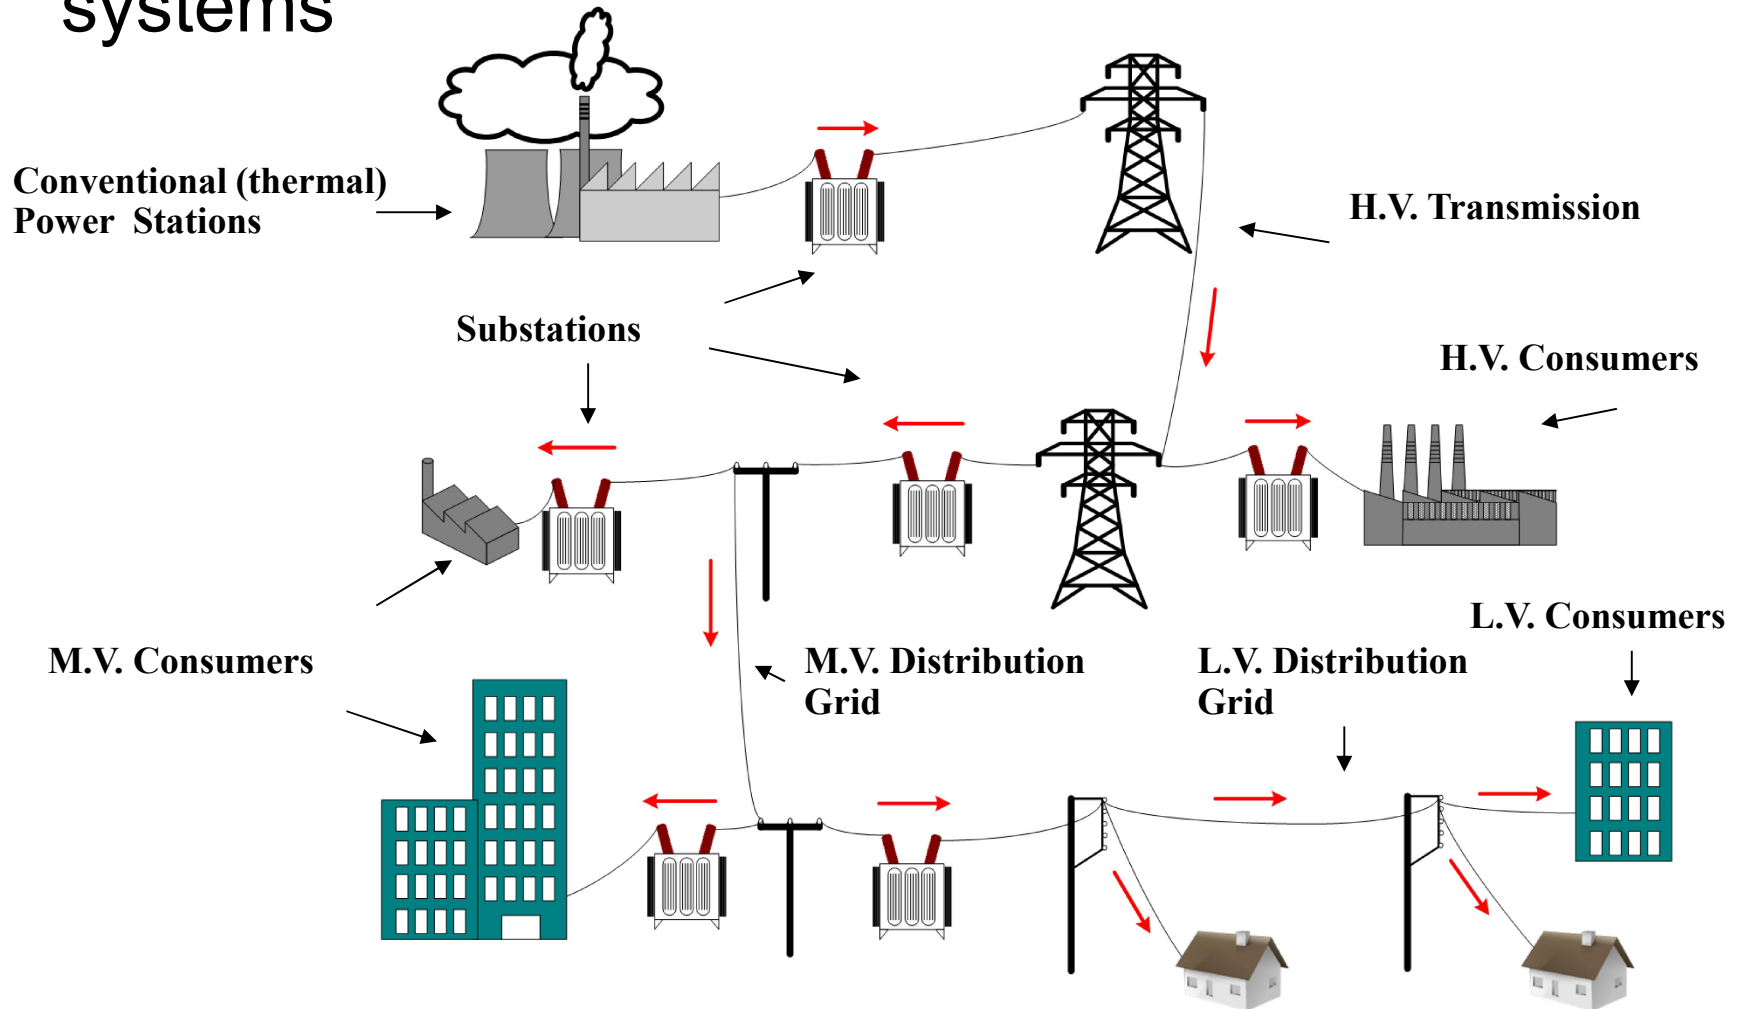 systems
Conventional (thermal)
Power Stations
H.V. Transmission
Substations
H.V. Consumers
L.V. Consumers
M.V. Consumers
M.V. Distribution
Grid
L.V. Distribution
Grid